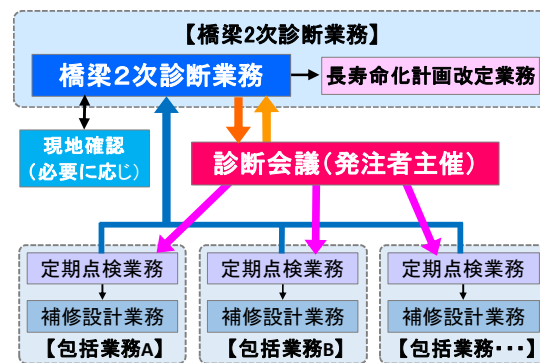 【橋梁2次診断業務】
橋梁2次診断業務
長寿命化計画改定業務
現地確認
(必要に応じ)
診断会議(発注者主催)
定期点検業務
定期点検業務
定期点検業務
補修設計業務
補修設計業務
補修設計業務
【包括業務A】
【包括業務B】
【包括業務･･･】